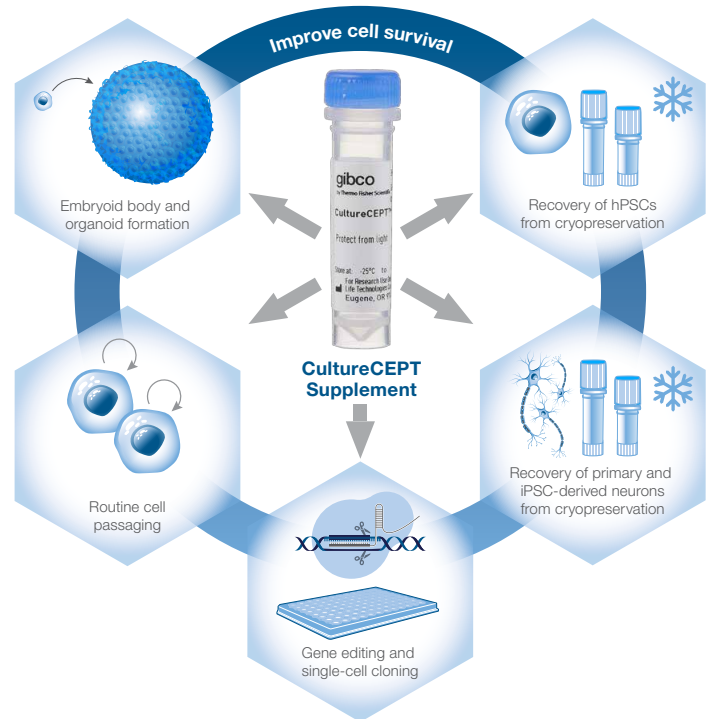 Improve cell survival
Embryoid body and
organoid formation
gibco
by Thermo Fisher Scientific
CultureCEPT™
Protect from light
Store at: -25°C to
For Research Use
Life Technologies
Eugene, OR
Recovery of hPSCs
from cryopreservation
CultureCEPT
Supplement
Routine cell
passaging
Recovery of primary and
iPSC-derived neurons
from cryopreservation
Gene editing and
single-cell cloning